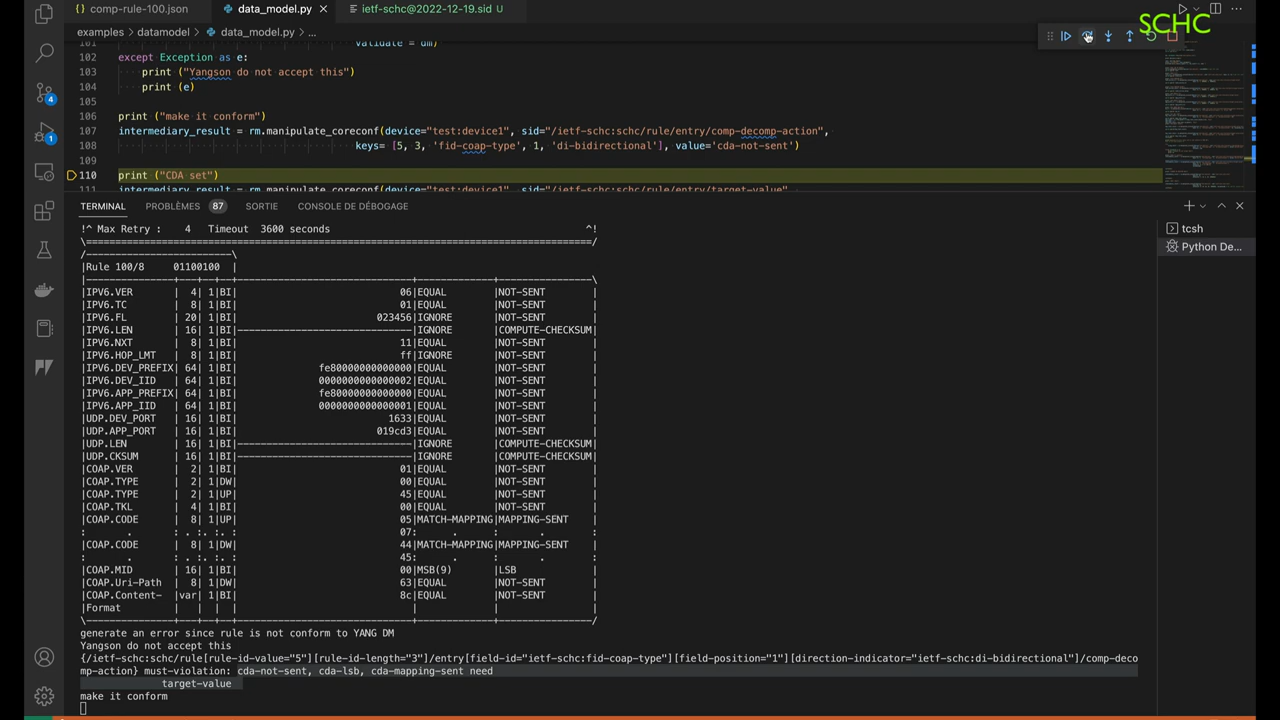 comp-rule-100.json
data_model.py ×
ietf-schc@2022-12-19.sid
SCHC
examples > datamodel > data_model.py > ...
validate = dm)
102 except Exception as e:
103 print ("Yangson do not accept this")
104 print (e)
105
106 print ("make it conform")
107 intermediary_result = rm.manipulate_coreconf(device="test:device1", sid="/ietf-schc:schc/rule/entry/comp-decomp-action",
108 keys= [5, 3, 'fid-coap-type', 1, 'di-bidirectional'], value='cda-not-sent')
109
110 print ("CDA set")
111 intermediary_result = rm.manipulate_coreconf(device="test:device1", sid="/ietf-schc:schc/rule/entry/target-value",
4
1
TERMINAL PROBLÈMES 87 SORTIE CONSOLE DE DÉBOGAGE
tcsh
Python De...
!^ Max Retry : 4 Timeout 3600 seconds ^!
\=====================================================================================/
/-------------------------\
|Rule 100/8 01100100 |
|---------------+---+--+--+------------------------------+-------------+----------------\
|IPV6.VER | 4| 1|BI| 06|EQUAL |NOT-SENT |
|IPV6.TC | 8| 1|BI| 01|EQUAL |NOT-SENT |
|IPV6.FL | 20| 1|BI| 023456|IGNORE |NOT-SENT |
|IPV6.LEN | 16| 1|BI|------------------------------|IGNORE |COMPUTE-CHECKSUM|
|IPV6.NXT | 8| 1|BI| 11|EQUAL |NOT-SENT |
|IPV6.HOP_LMT | 8| 1|BI| ff|IGNORE |NOT-SENT |
|IPV6.DEV_PREFIX| 64| 1|BI| fe80000000000000|EQUAL |NOT-SENT |
|IPV6.DEV_IID | 64| 1|BI| 0000000000000002|EQUAL |NOT-SENT |
|IPV6.APP_PREFIX| 64| 1|BI| fe80000000000000|EQUAL |NOT-SENT |
|IPV6.APP_IID | 64| 1|BI| 0000000000000001|EQUAL |NOT-SENT |
|UDP.DEV_PORT | 16| 1|BI| 1633|EQUAL |NOT-SENT |
|UDP.APP_PORT | 16| 1|BI| 019cd3|EQUAL |NOT-SENT |
|UDP.LEN | 16| 1|BI|------------------------------|IGNORE |COMPUTE-CHECKSUM|
|UDP.CKSUM | 16| 1|BI|------------------------------|IGNORE |COMPUTE-CHECKSUM|
|COAP.VER | 2| 1|BI| 01|EQUAL |NOT-SENT |
|COAP.TYPE | 2| 1|DW| 00|EQUAL |NOT-SENT |
|COAP.TYPE | 2| 1|UP| 45|EQUAL |NOT-SENT |
|COAP.TKL | 4| 1|BI| 00|EQUAL |NOT-SENT |
|COAP.CODE | 8| 1|UP| 05|MATCH-MAPPING|MAPPING-SENT |
: . : .: .: .: 07: . : . :
|COAP.CODE | 8| 1|DW| 44|MATCH-MAPPING|MAPPING-SENT |
: . : .: .: .: 45: . : . :
|COAP.MID | 16| 1|BI| 00|MSB(9) |LSB |
|COAP.Uri-Path | 8| 1|DW| 63|EQUAL |NOT-SENT |
|COAP.Content- |var| 1|BI| 8c|EQUAL |NOT-SENT |
|Format | | | | | | |
\---------------+---+--+--+------------------------------+-------------+----------------/
generate an error since rule is not conform to YANG DM
Yangson do not accept this
{/ietf-schc:schc/rule[rule-id-value="5"][rule-id-length="3"]/entry[field-id="ietf-schc:fid-coap-type"][field-position="1"][direction-indicator="ietf-schc:di-bidirectional"]/comp-deco
mp-action} must-violation: cda-not-sent, cda-lsb, cda-mapping-sent need
target-value
make it conform